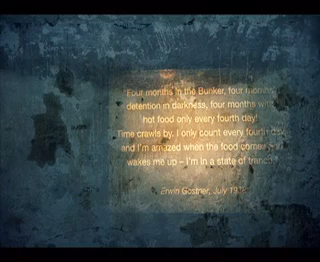 "Four months in the Bunker, four months
detention in darkness, four months with
hot food only every fourth day!
Time crawls by. I only count every fourth day
and I'm amazed when the food comes
wakes me up – I'm in a state of trance
Erwin Gostner, July 1938